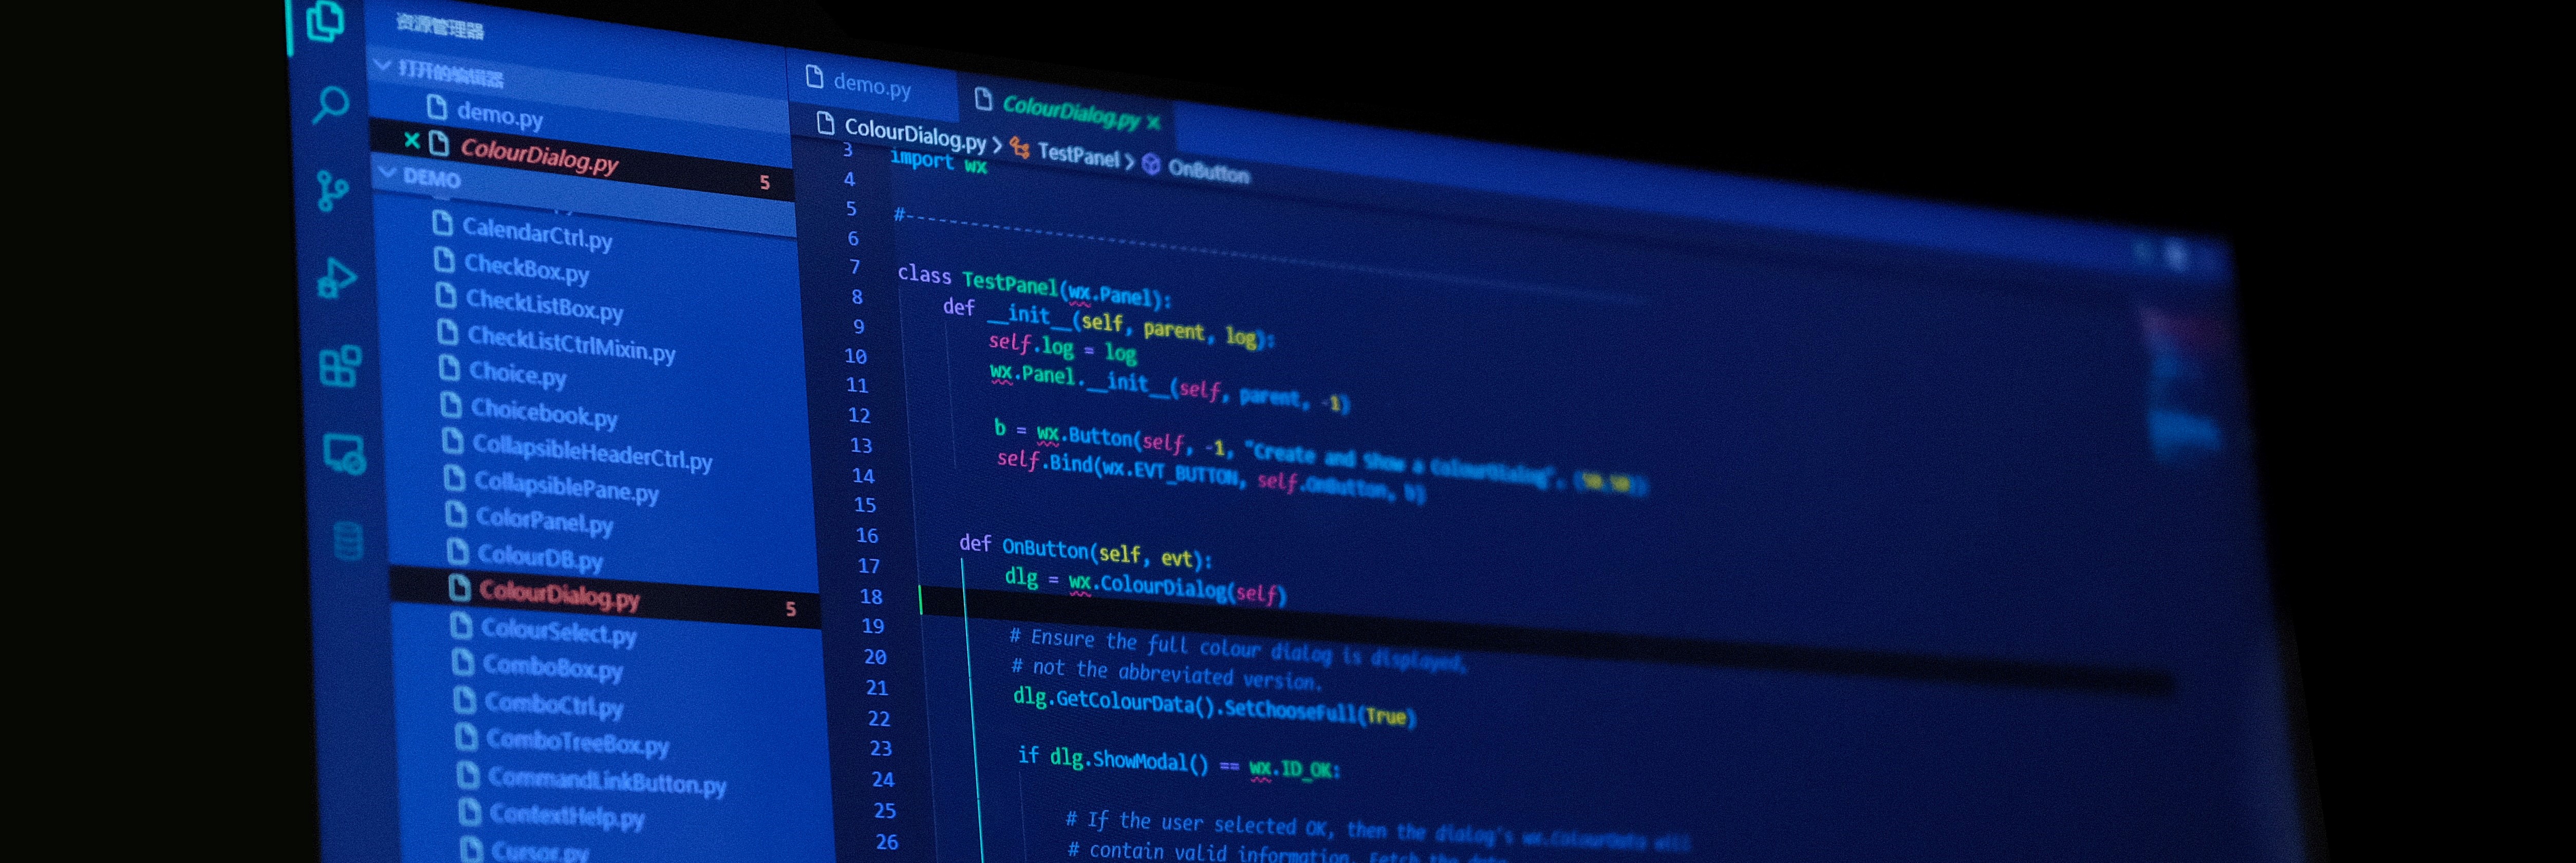 资源管理器
打开的编辑器
demo.py
ColourDialog.py 5
DEMO
CalendarCtrl.py
CheckBox.py
CheckListBox.py
CheckListCtrlMixin.py
Choice.py
Choicebook.py
CollapsibleHeaderCtrl.py
CollapsiblePane.py
ColorPanel.py
ColourDB.py
ColourDialog.py 5
ColourSelect.py
ComboBox.py
ComboCtrl.py
ComboTreeBox.py
CommandLinkButton.py
ContextHelp.py
Cursor.py
demo.py ColourDialog.py
ColourDialog.py > TestPanel > OnButton
3 import wx
4
5 #--------------------------------------------------
6
7 class TestPanel(wx.Panel):
8 def __init__(self, parent, log):
9 self.log = log
10 wx.Panel.__init__(self, parent, -1)
11
12 b = wx.Button(self, -1, "Create and Show a ColourDialog", (50,50))
13 self.Bind(wx.EVT_BUTTON, self.OnButton, b)
14
15
16 def OnButton(self, evt):
17 dlg = wx.ColourDialog(self)
18
19 # Ensure the full colour dialog is displayed,
20 # not the abbreviated version.
21 dlg.GetColourData().SetChooseFull(True)
22
23 if dlg.ShowModal() == wx.ID_OK:
24
25 # If the user selected OK, then the dialog's wx.ColourData will
26 # contain valid information. Fetch the data